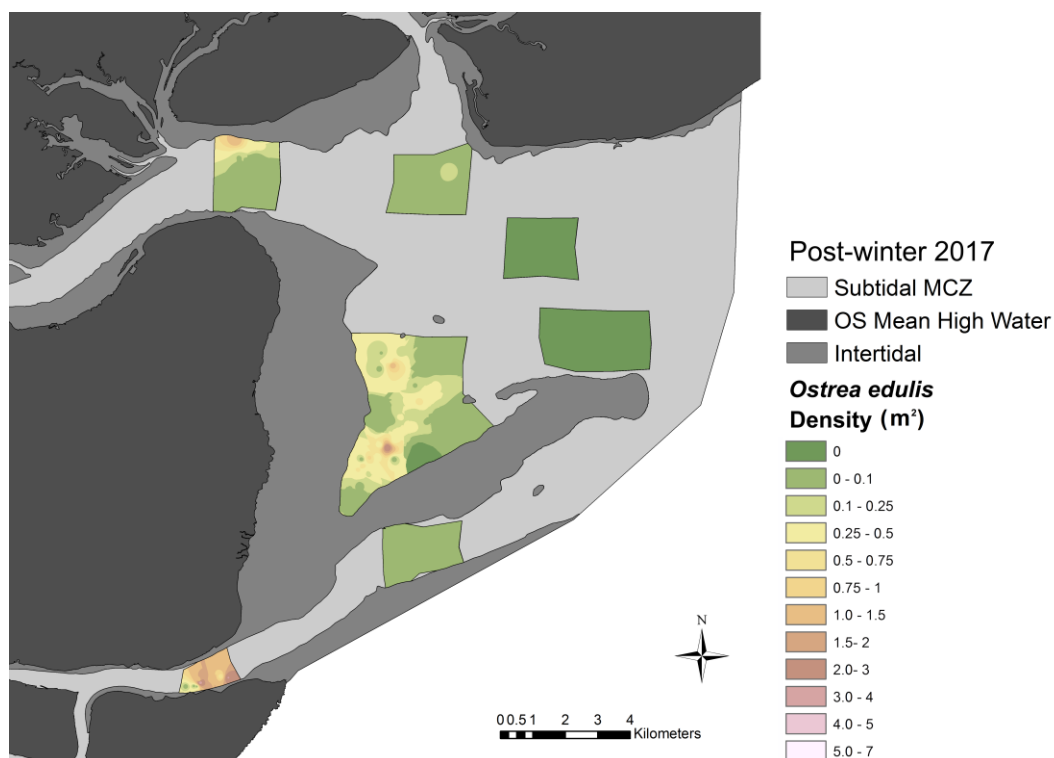 Post-winter 2017
Subtidal MCZ
OS Mean High Water
Intertidal
Ostrea edulis
Density (m²)
0
0 - 0.1
0.1 - 0.25
0.25 - 0.5
0.5 - 0.75
0.75 - 1
1.0 - 1.5
1.5- 2
2.0- 3
3.0 - 4
4.0 - 5
5.0 - 7
N
0 0.5 1 2 3 4
Kilometers